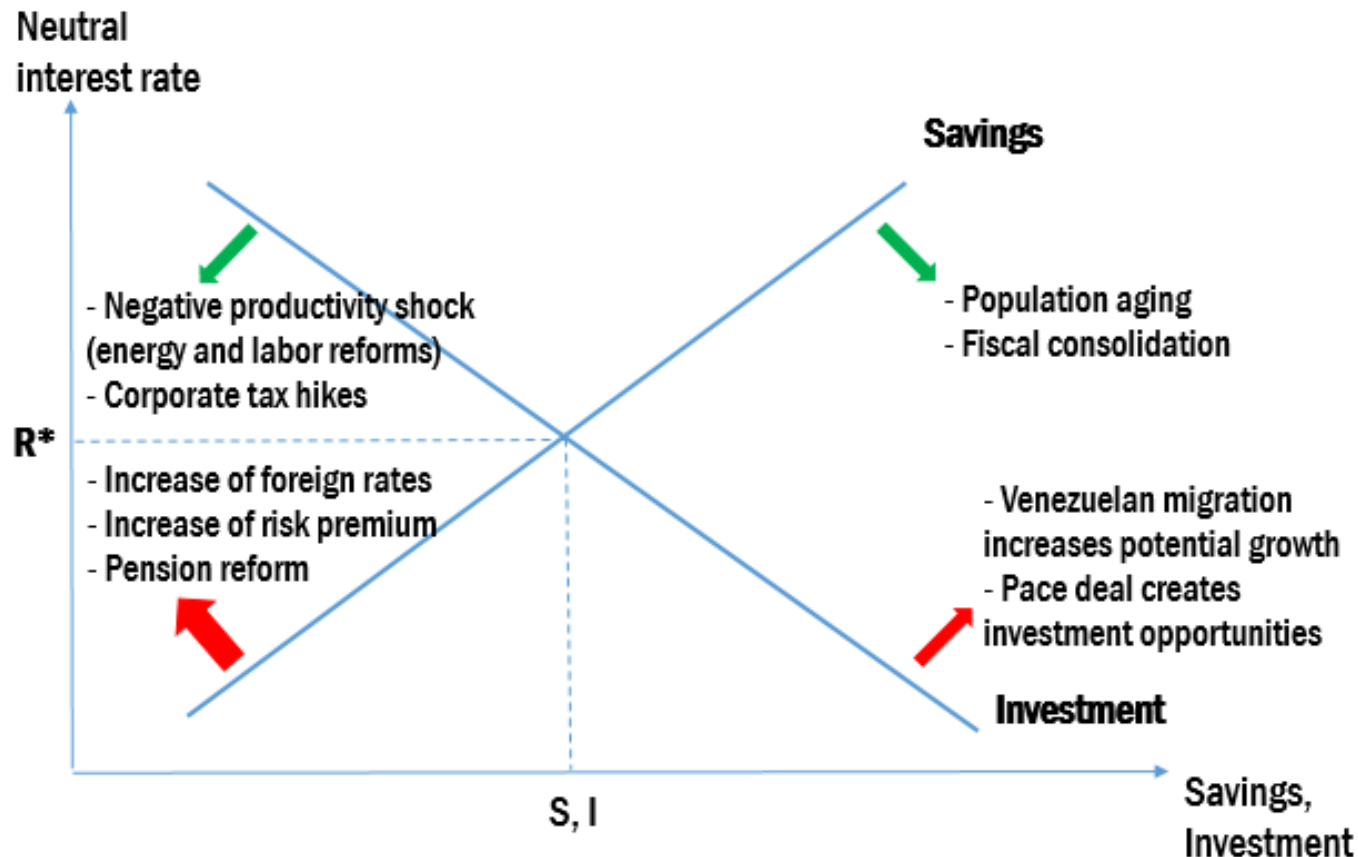 Neutral
interest rate
Savings
- Negative productivity shock
(energy and labor reforms)
- Corporate tax hikes
- Population aging
- Fiscal consolidation
R*
- Increase of foreign rates
- Increase of risk premium
- Pension reform
- Venezuelan migration
increases potential growth
- Pace deal creates
investment opportunities
Investment
S, I
Savings,
Investment